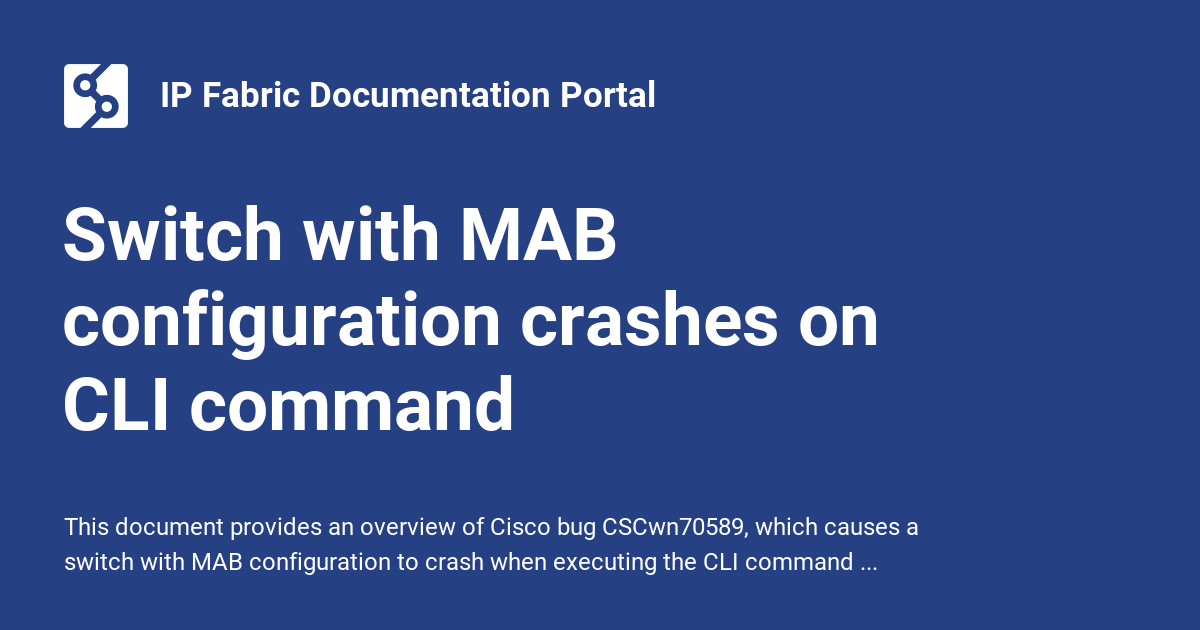 IP Fabric Documentation Portal
Switch with MAB
configuration crashes on
CLI command
This document provides an overview of Cisco bug CSCwn70589, which causes a
switch with MAB configuration to crash when executing the CLI command ...